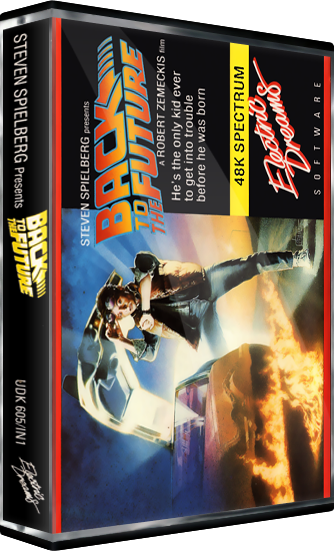 STEVEN SPIELBERG Presents
BACK
TO THE
FUTURE
UDK 605/IN1
Electric
Dreams
STEVEN SPIELBERG presents
BACK
TO
THE FUTURE
A ROBERT ZEMECKIS film
He's the only kid ever
to get into trouble
before he was born
48K SPECTRUM
Electric
Dreams
SOFTWARE